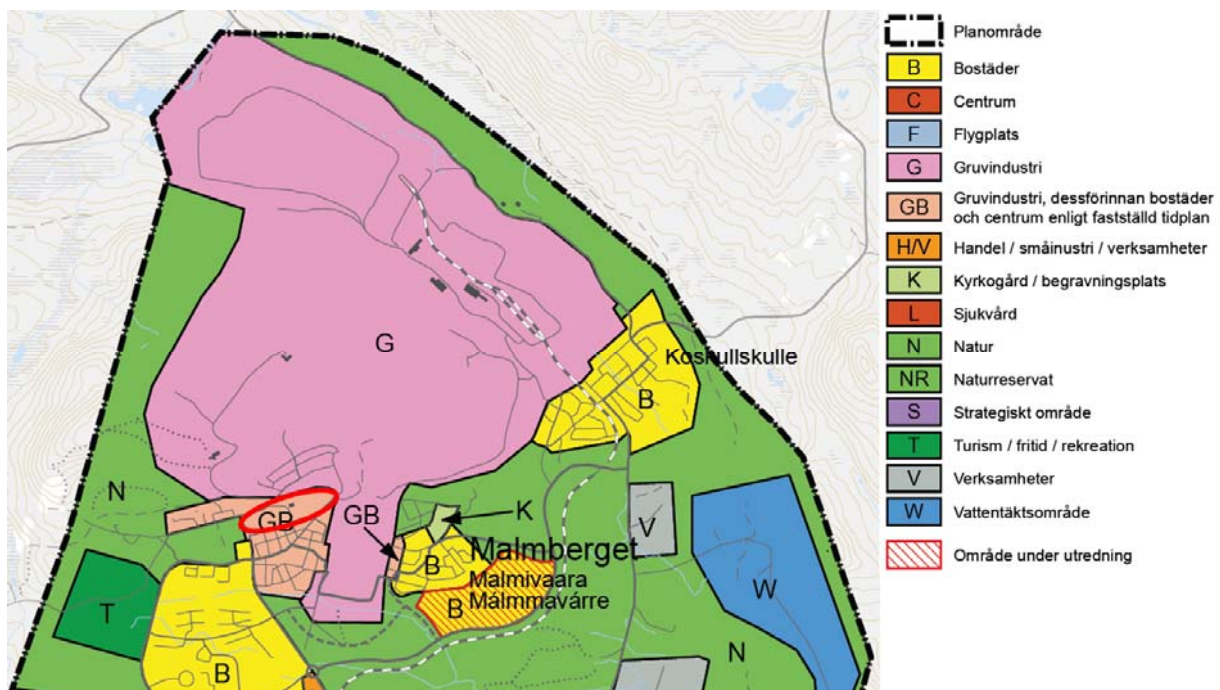 G
Koskullskulle
B
N
GB
GB
K
V
Malmberget
B
Malmivaara
Málmmavárre
B
T
W
B
N
Planområde
B Bostäder
C Centrum
F Flygplats
G Gruvindustri
GB Gruvindustri, dessförinnan bostäder
och centrum enligt fastställd tidplan
H/V Handel / småinustri / verksamheter
K Kyrkogård / begravningsplats
L Sjukvård
N Natur
NR Naturreservat
S Strategiskt område
T Turism / fritid / rekreation
V Verksamheter
W Vattentäktsområde
Område under utredning